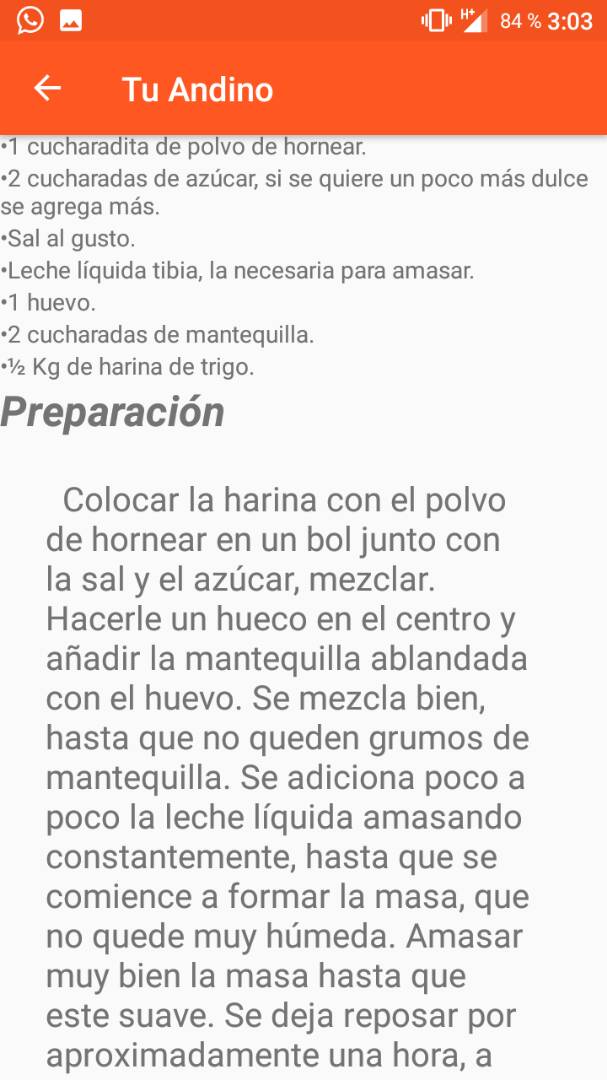 H+ 84 % 3:03
Tu Andino
•1 cucharadita de polvo de hornear.
•2 cucharadas de azúcar, si se quiere un poco más dulce
se agrega más.
•Sal al gusto.
•Leche líquida tibia, la necesaria para amasar.
•1 huevo.
•2 cucharadas de mantequilla.
•½ Kg de harina de trigo.
Preparación
Colocar la harina con el polvo
de hornear en un bol junto con
la sal y el azúcar, mezclar.
Hacerle un hueco en el centro y
añadir la mantequilla ablandada
con el huevo. Se mezcla bien,
hasta que no queden grumos de
mantequilla. Se adiciona poco a
poco la leche líquida amasando
constantemente, hasta que se
comience a formar la masa, que
no quede muy húmeda. Amasar
muy bien la masa hasta que
este suave. Se deja reposar por
aproximadamente una hora, a